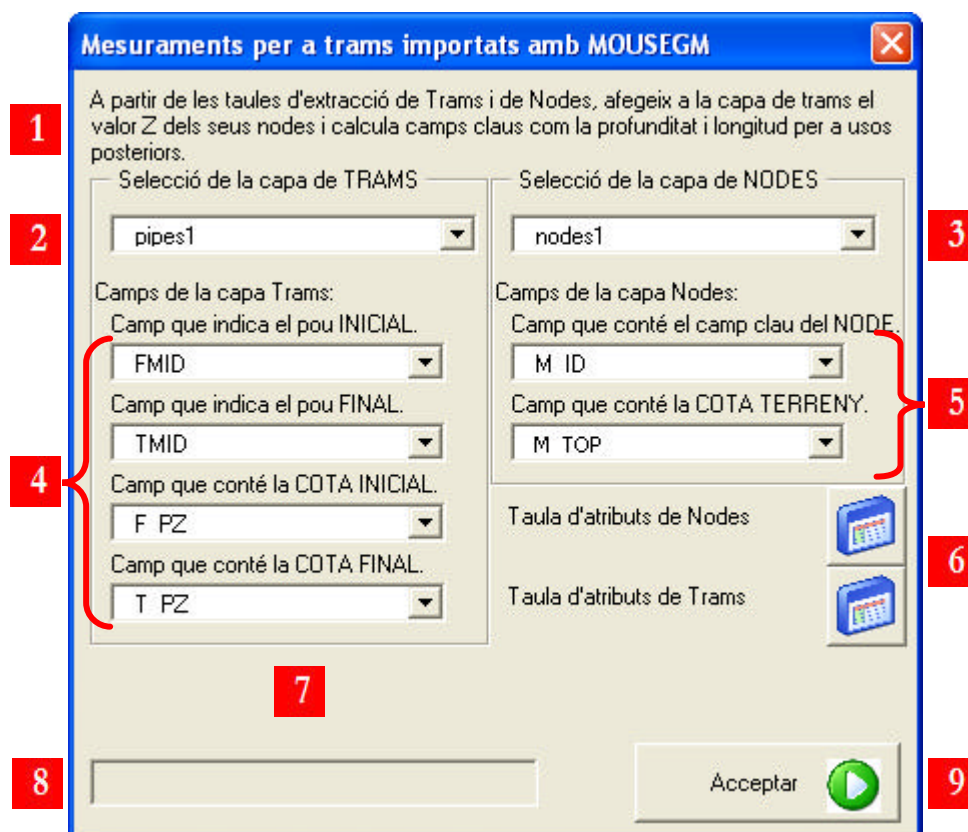 Mesuraments per a trams importats amb MOUSEGM
1
A partir de les taules d'extracció de Trams i de Nodes, afegeix a la capa de trams el
valor Z dels seus nodes i calcula camps claus com la profunditat i longitud per a usos
posteriors.
Selecció de la capa de TRAMS
2
pipes1
Camps de la capa Trams:
Camp que indica el pou INICIAL.
FMID
Camp que indica el pou FINAL.
TMID
4
Camp que conté la COTA INICIAL.
F PZ
Camp que conté la COTA FINAL.
T PZ
Selecció de la capa de NODES
nodes1
3
Camps de la capa Nodes:
Camp que conté el camp clau del NODE.
M ID
5
Camp que conté la COTA TERRENY.
M TOP
Taula d'atributs de Nodes
6
Taula d'atributs de Trams
7
8
Acceptar
9